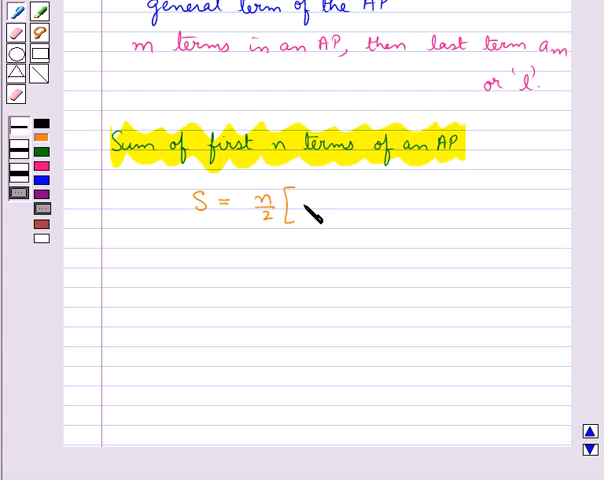 general term of the AP
m terms in an AP, then last term aₘ
or 'l'.
Sum of first n terms of an AP
S = n/2 [